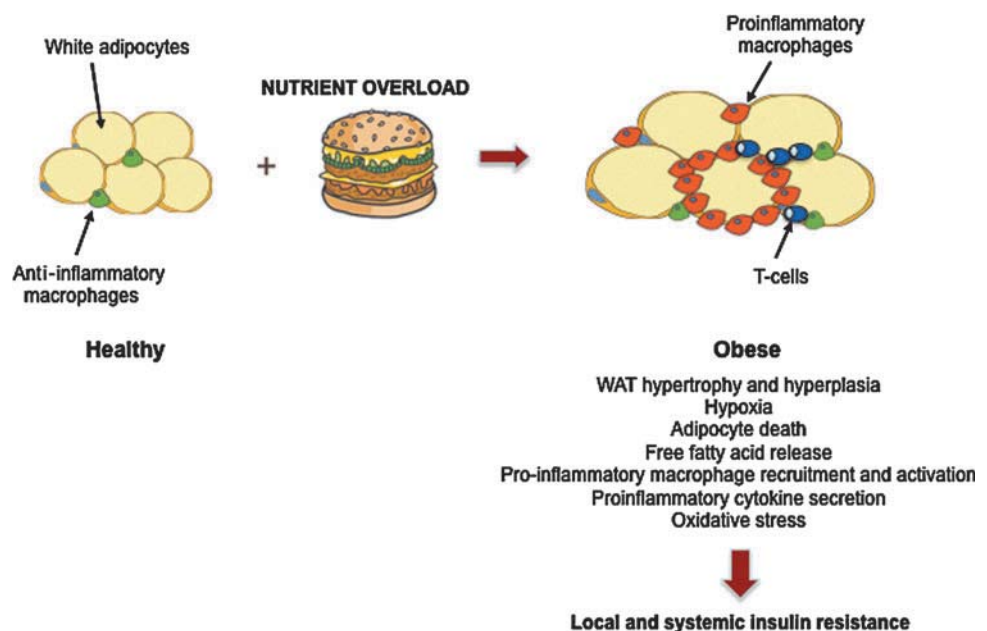 White adipocytes
NUTRIENT OVERLOAD
+
Proinflammatory
macrophages
Anti-inflammatory
macrophages
T-cells
Healthy
Obese
WAT hypertrophy and hyperplasia
Hypoxia
Adipocyte death
Free fatty acid release
Pro-inflammatory macrophage recruitment and activation
Proinflammatory cytokine secretion
Oxidative stress
Local and systemic insulin resistance